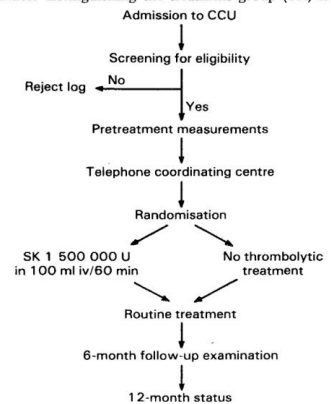 Admission to CCU
Screening for eligibility
No
Reject log
Yes
Pretreatment measurements
Telephone coordinating centre
Randomisation
SK 1 500 000 U
in 100 ml iv/60 min
No thrombolytic
treatment
Routine treatment
6-month follow-up examination
12-month status